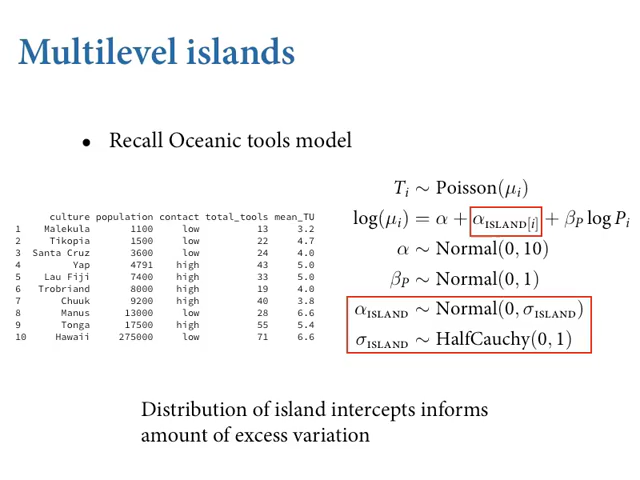 Multilevel islands
• Recall Oceanic tools model
culture population contact total_tools mean_TU
1 Malekula 1100 low 13 3.2
2 Tikopia 1500 low 22 4.7
3 Santa Cruz 3600 low 24 4.0
4 Yap 4791 high 43 5.0
5 Lau Fiji 7400 high 33 5.0
6 Trobriand 8000 high 19 4.0
7 Chuuk 9200 high 40 3.8
8 Manus 13000 low 28 6.6
9 Tonga 17500 high 55 5.4
10 Hawaii 275000 low 71 6.6
Tᵢ ~ Poisson(μᵢ)
log(μᵢ) = α + α_ISLAND[i] + β_P log Pᵢ
α ~ Normal(0, 10)
β_P ~ Normal(0, 1)
α_ISLAND ~ Normal(0, σ_ISLAND)
σ_ISLAND ~ HalfCauchy(0, 1)
Distribution of island intercepts informs
amount of excess variation